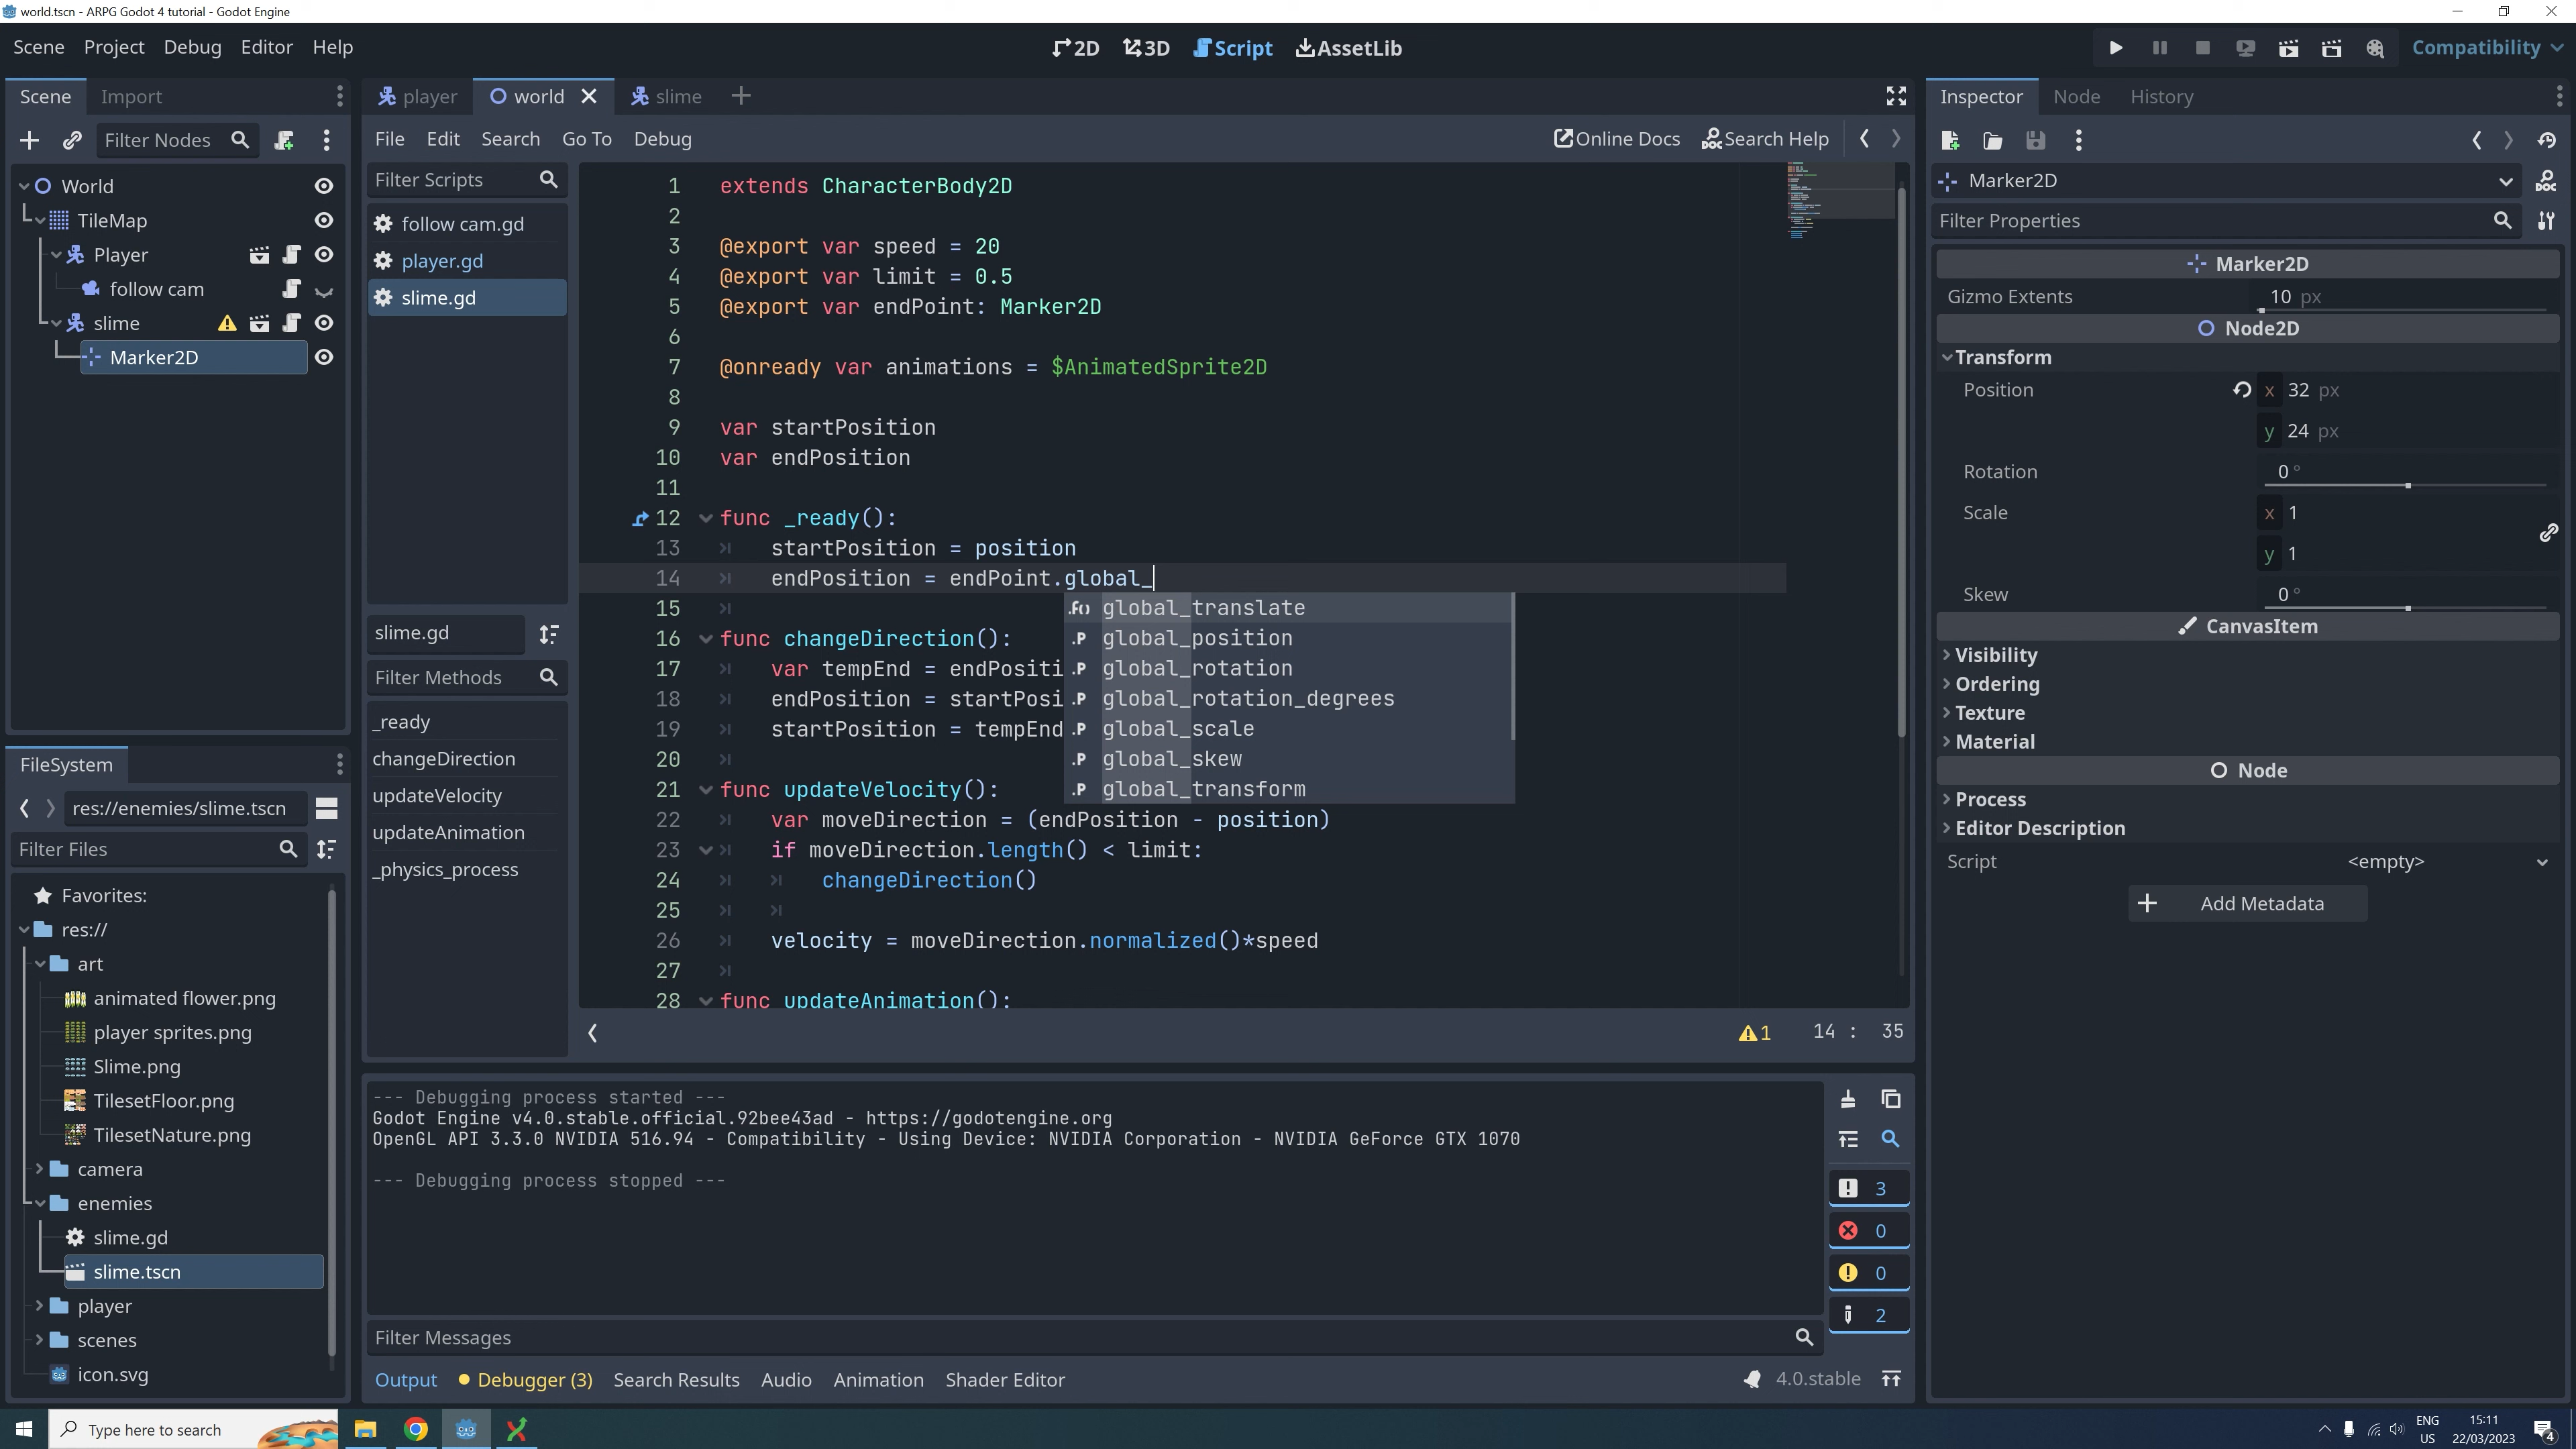 world.tscn - ARPG Godot 4 tutorial - Godot Engine
Scene Project Debug Editor Help
2D 3D Script AssetLib
Compatibility
Scene Import
Filter Nodes
World
TileMap
Player
follow cam
slime
Marker2D
FileSystem
res://enemies/slime.tscn
Filter Files
Favorites:
res://
art
animated flower.png
player sprites.png
Slime.png
TilesetFloor.png
TilesetNature.png
camera
enemies
slime.gd
slime.tscn
player
scenes
icon.svg
player world slime
File Edit Search Go To Debug
Online Docs Search Help
Filter Scripts
follow cam.gd
player.gd
slime.gd
slime.gd
Filter Methods
_ready
changeDirection
updateVelocity
updateAnimation
_physics_process
1 extends CharacterBody2D
2
3 @export var speed = 20
4 @export var limit = 0.5
5 @export var endPoint: Marker2D
6
7 @onready var animations = $AnimatedSprite2D
8
9 var startPosition
10 var endPosition
11
12 func _ready():
13 startPosition = position
14 endPosition = endPoint.global_
15
16 func changeDirection():
17 var tempEnd = endPositi
18 endPosition = startPosi
19 startPosition = tempEnd
20
21 func updateVelocity():
22 var moveDirection = (endPosition - position)
23 if moveDirection.length() < limit:
24 changeDirection()
25
26 velocity = moveDirection.normalized()*speed
27
28 func updateAnimation():
.f() global_translate
.P global_position
.P global_rotation
.P global_rotation_degrees
.P global_scale
.P global_skew
.P global_transform
1 14 : 35
--- Debugging process started ---
Godot Engine v4.0.stable.official.92bee43ad - https://godotengine.org
OpenGL API 3.3.0 NVIDIA 516.94 - Compatibility - Using Device: NVIDIA Corporation - NVIDIA GeForce GTX 1070
--- Debugging process stopped ---
3
0
0
2
Filter Messages
Output Debugger (3) Search Results Audio Animation Shader Editor
4.0.stable
Inspector Node History
Marker2D
DOC
Filter Properties
Marker2D
Gizmo Extents 10 px
Node2D
Transform
Position x 32 px
y 24 px
Rotation 0 °
Scale x 1
y 1
Skew 0 °
CanvasItem
Visibility
Ordering
Texture
Material
Node
Process
Editor Description
Script <empty>
Add Metadata
Type here to search
ENG
US
15:11
22/03/2023
4